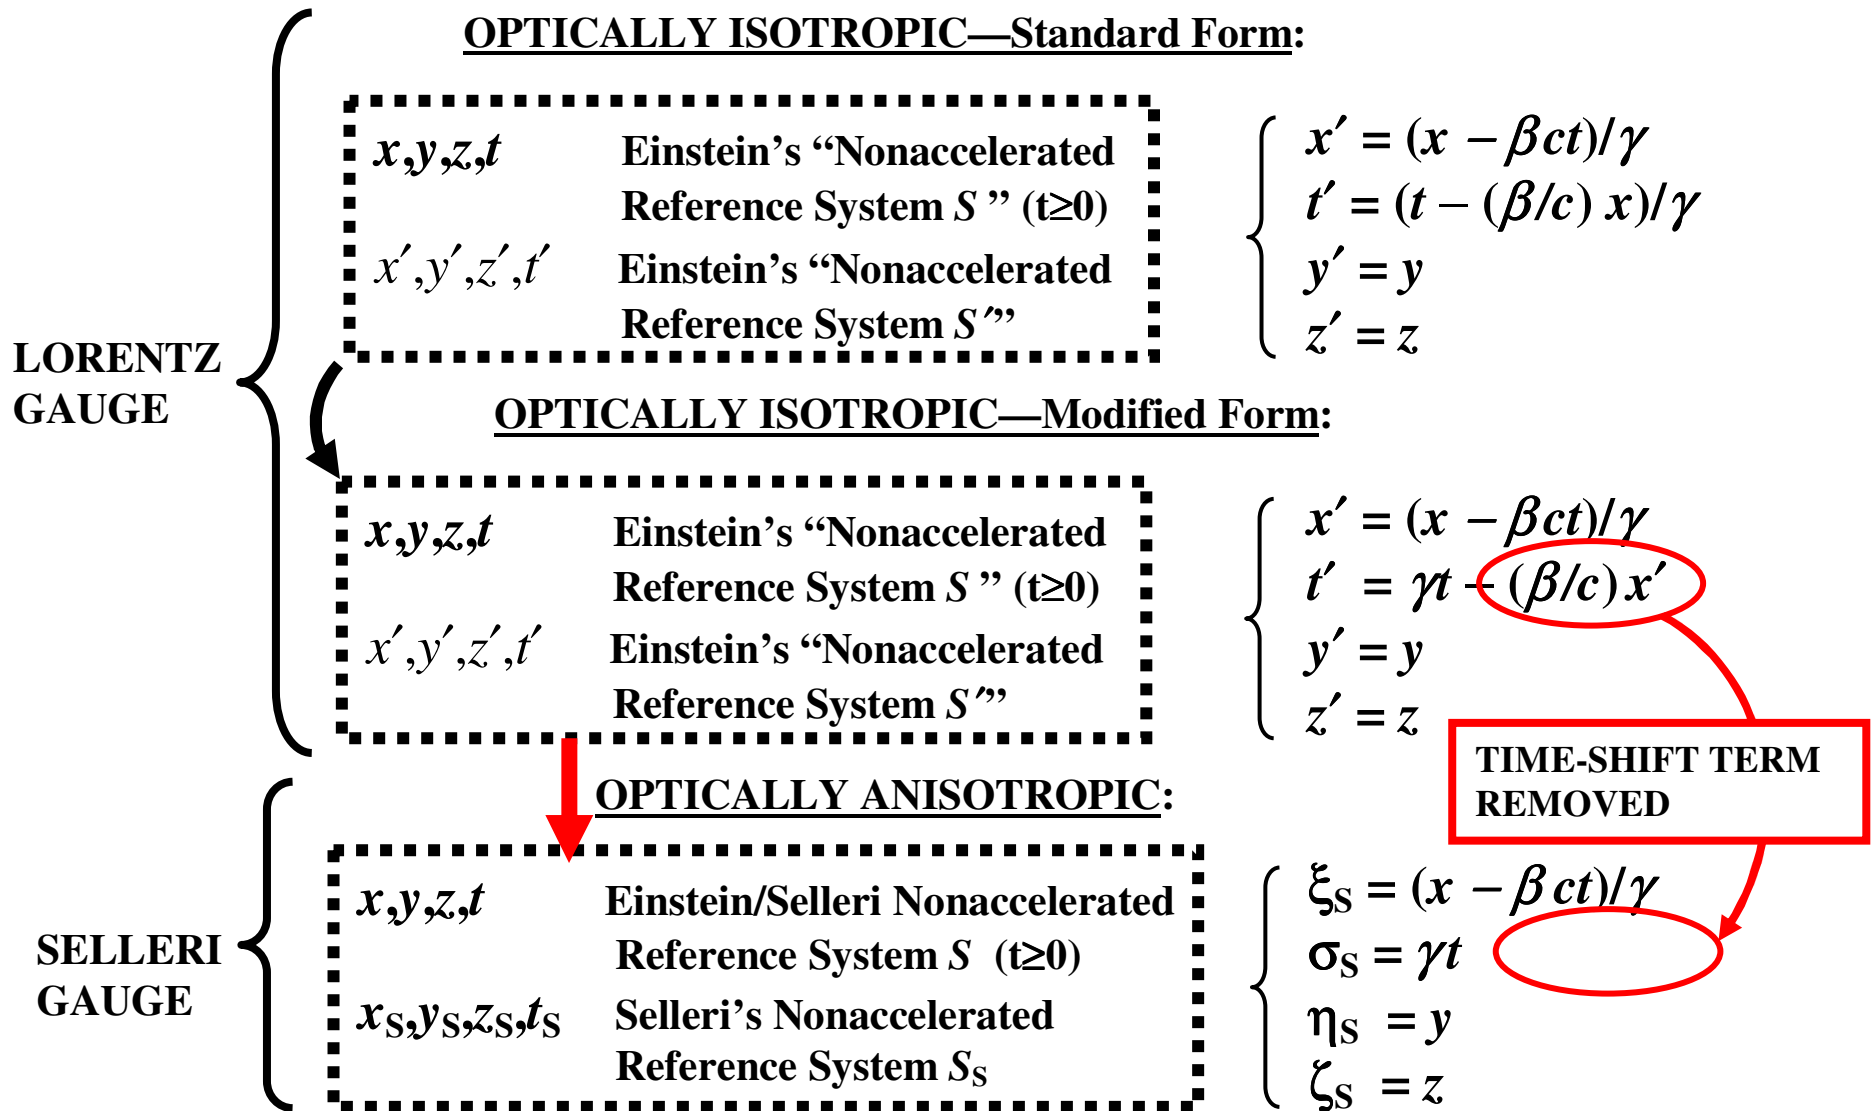 OPTICALLY ISOTROPIC—Standard Form:
x,y,z,t Einstein’s “Nonaccelerated
Reference System S ” (t≥0)
x′,y′,z′,t′ Einstein’s “Nonaccelerated
Reference System S′”
x′ = (x − βct)/γ
t′ = (t − (β/c) x)/γ
y′ = y
z′ = z
LORENTZ
GAUGE
OPTICALLY ISOTROPIC—Modified Form:
x,y,z,t Einstein’s “Nonaccelerated
Reference System S ” (t≥0)
x′,y′,z′,t′ Einstein’s “Nonaccelerated
Reference System S′”
x′ = (x − βct)/γ
t′ = γt − (β/c) x′
y′ = y
z′ = z
TIME-SHIFT TERM
REMOVED
OPTICALLY ANISOTROPIC:
SELLERI
GAUGE
x,y,z,t Einstein/Selleri Nonaccelerated
Reference System S (t≥0)
xS,yS,zS,tS Selleri’s Nonaccelerated
Reference System SS
ξS = (x − β ct)/γ
σS = γt
ηS = y
ζS = z